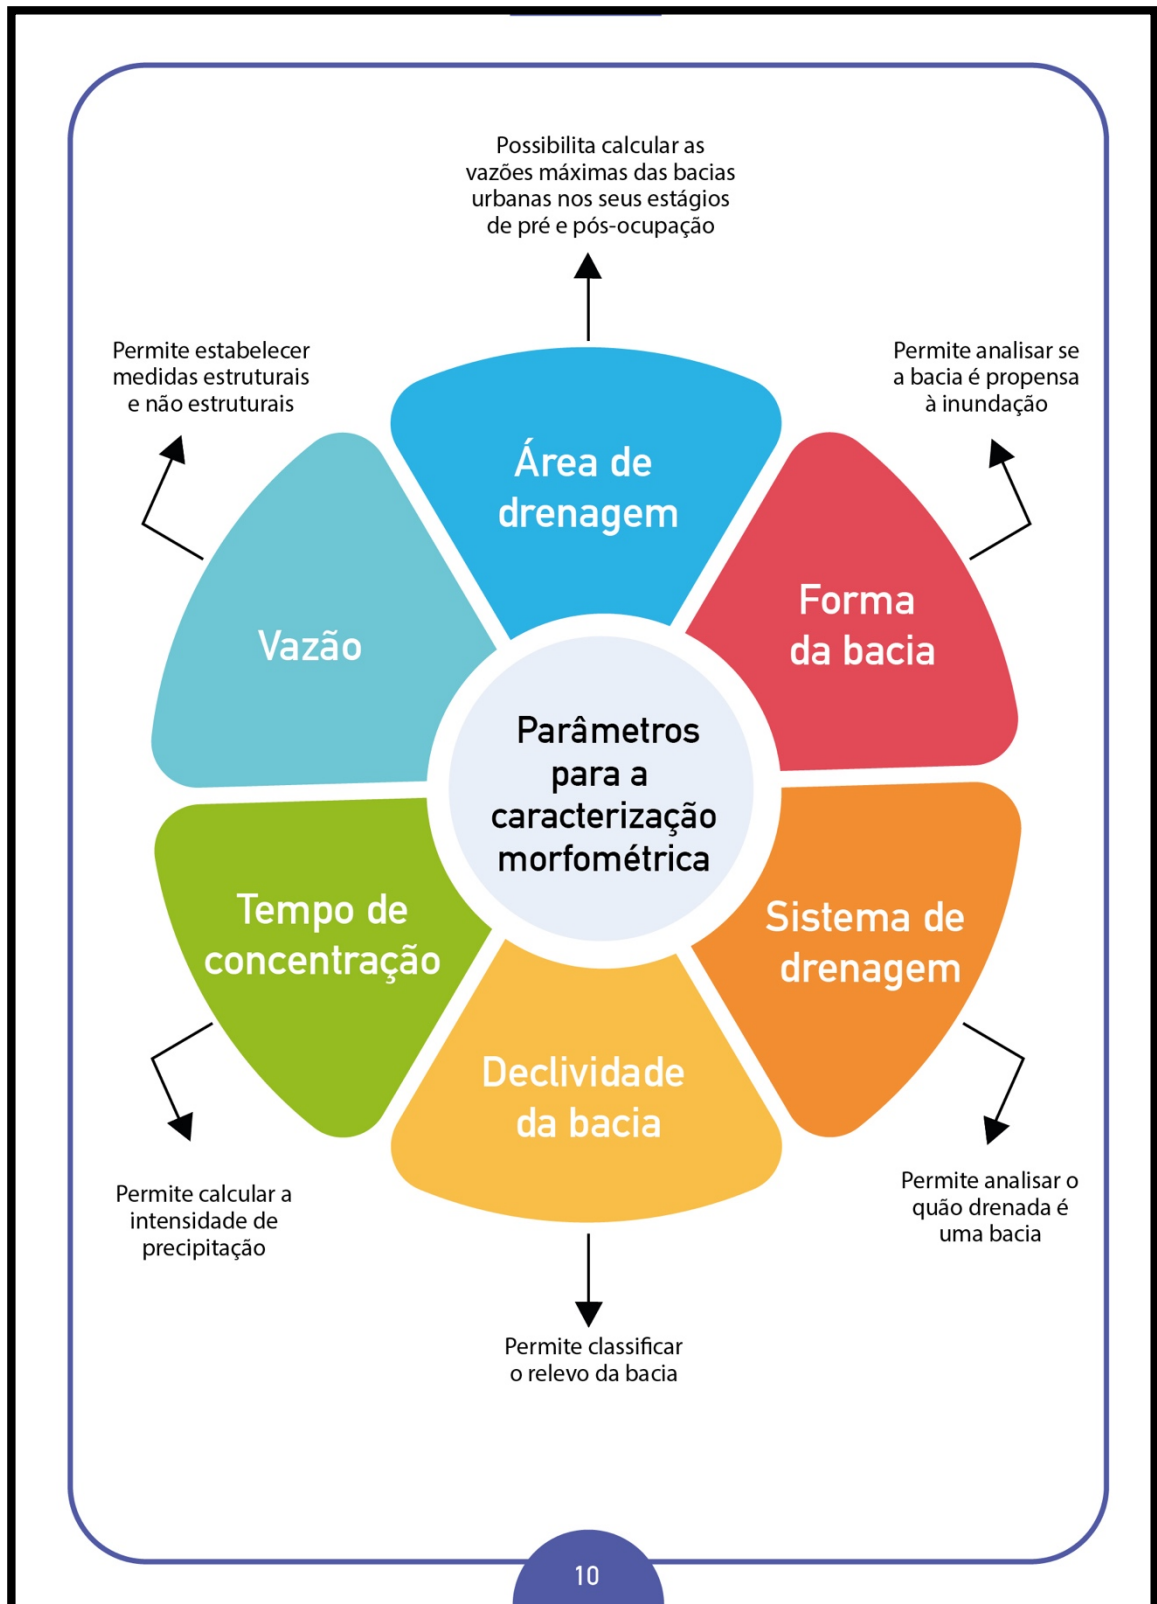 Possibilita calcular as
vazões máximas das bacias
urbanas nos seus estágios
de pré e pós-ocupação
Permite estabelecer
medidas estruturais
e não estruturais
Permite analisar se
a bacia é propensa
à inundação
Área de
drenagem
Forma
da bacia
Vazão
Parâmetros
para a
caracterização
morfométrica
Tempo de
concentração
Sistema de
drenagem
Declividade
da bacia
Permite calcular a
intensidade de
precipitação
Permite analisar o
quão drenada é
uma bacia
Permite classificar
o relevo da bacia
10